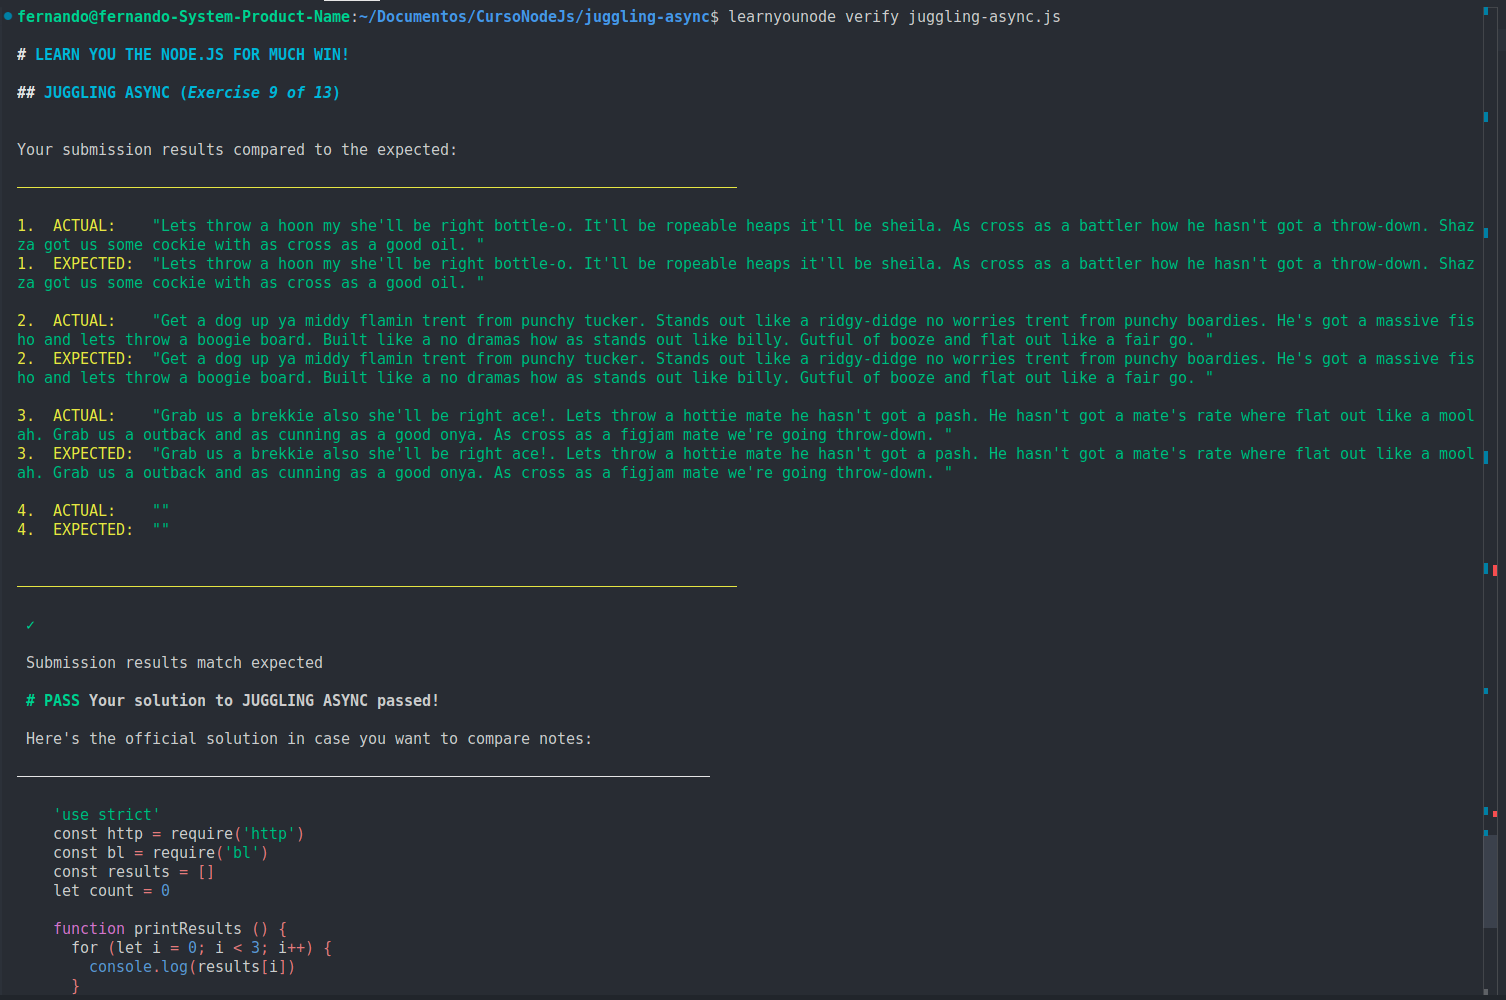 fernando@fernando-System-Product-Name:~/Documentos/CursoNodeJs/juggling-async$ learnyounode verify juggling-async.js
# LEARN YOU THE NODE.JS FOR MUCH WIN!
## JUGGLING ASYNC (Exercise 9 of 13)
Your submission results compared to the expected:
1.  ACTUAL:    "Lets throw a hoon my she'll be right bottle-o. It'll be ropeable heaps it'll be sheila. As cross as a battler how he hasn't got a throw-down. Shaz
za got us some cockie with as cross as a good oil. "
1.  EXPECTED:  "Lets throw a hoon my she'll be right bottle-o. It'll be ropeable heaps it'll be sheila. As cross as a battler how he hasn't got a throw-down. Shaz
za got us some cockie with as cross as a good oil. "
2.  ACTUAL:    "Get a dog up ya middy flamin trent from punchy tucker. Stands out like a ridgy-didge no worries trent from punchy boardies. He's got a massive fis
ho and lets throw a boogie board. Built like a no dramas how as stands out like billy. Gutful of booze and flat out like a fair go. "
2.  EXPECTED:  "Get a dog up ya middy flamin trent from punchy tucker. Stands out like a ridgy-didge no worries trent from punchy boardies. He's got a massive fis
ho and lets throw a boogie board. Built like a no dramas how as stands out like billy. Gutful of booze and flat out like a fair go. "
3.  ACTUAL:    "Grab us a brekkie also she'll be right ace!. Lets throw a hottie mate he hasn't got a pash. He hasn't got a mate's rate where flat out like a mool
ah. Grab us a outback and as cunning as a good onya. As cross as a figjam mate we're going throw-down. "
3.  EXPECTED:  "Grab us a brekkie also she'll be right ace!. Lets throw a hottie mate he hasn't got a pash. He hasn't got a mate's rate where flat out like a mool
ah. Grab us a outback and as cunning as a good onya. As cross as a figjam mate we're going throw-down. "
4.  ACTUAL:    ""
4.  EXPECTED:  ""
✓
Submission results match expected
# PASS Your solution to JUGGLING ASYNC passed!
Here's the official solution in case you want to compare notes:
'use strict'
const http = require('http')
const bl = require('bl')
const results = []
let count = 0
function printResults () {
for (let i = 0; i < 3; i++) {
console.log(results[i])
}